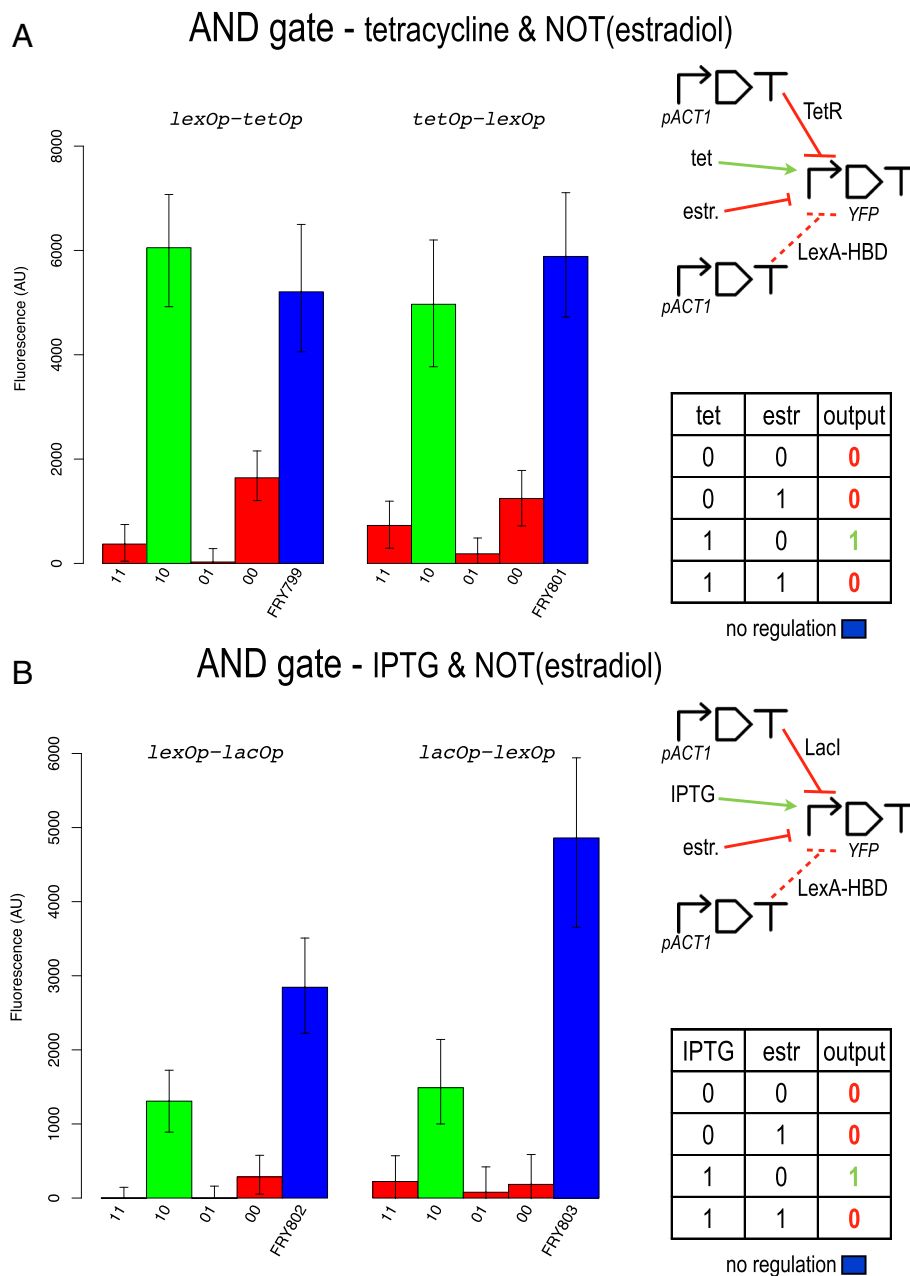 A
AND gate - tetracycline & NOT(estradiol)
lexOp-tetOp
tetOp-lexOp
Fluorescence (AU)
8000
6000
4000
2000
0
11
10
01
00
FRY799
11
10
01
00
FRY801
pACT1
TetR
tet
estr.
YFP
LexA-HBD
pACT1
tet estr output
0 0 0
0 1 0
1 0 1
1 1 0
no regulation
B
AND gate - IPTG & NOT(estradiol)
lexOp-lacOp
lacOp-lexOp
Fluorescence (AU)
6000
5000
4000
3000
2000
1000
0
11
10
01
00
FRY802
11
10
01
00
FRY803
pACT1
LacI
IPTG
estr.
YFP
LexA-HBD
pACT1
IPTG estr output
0 0 0
0 1 0
1 0 1
1 1 0
no regulation